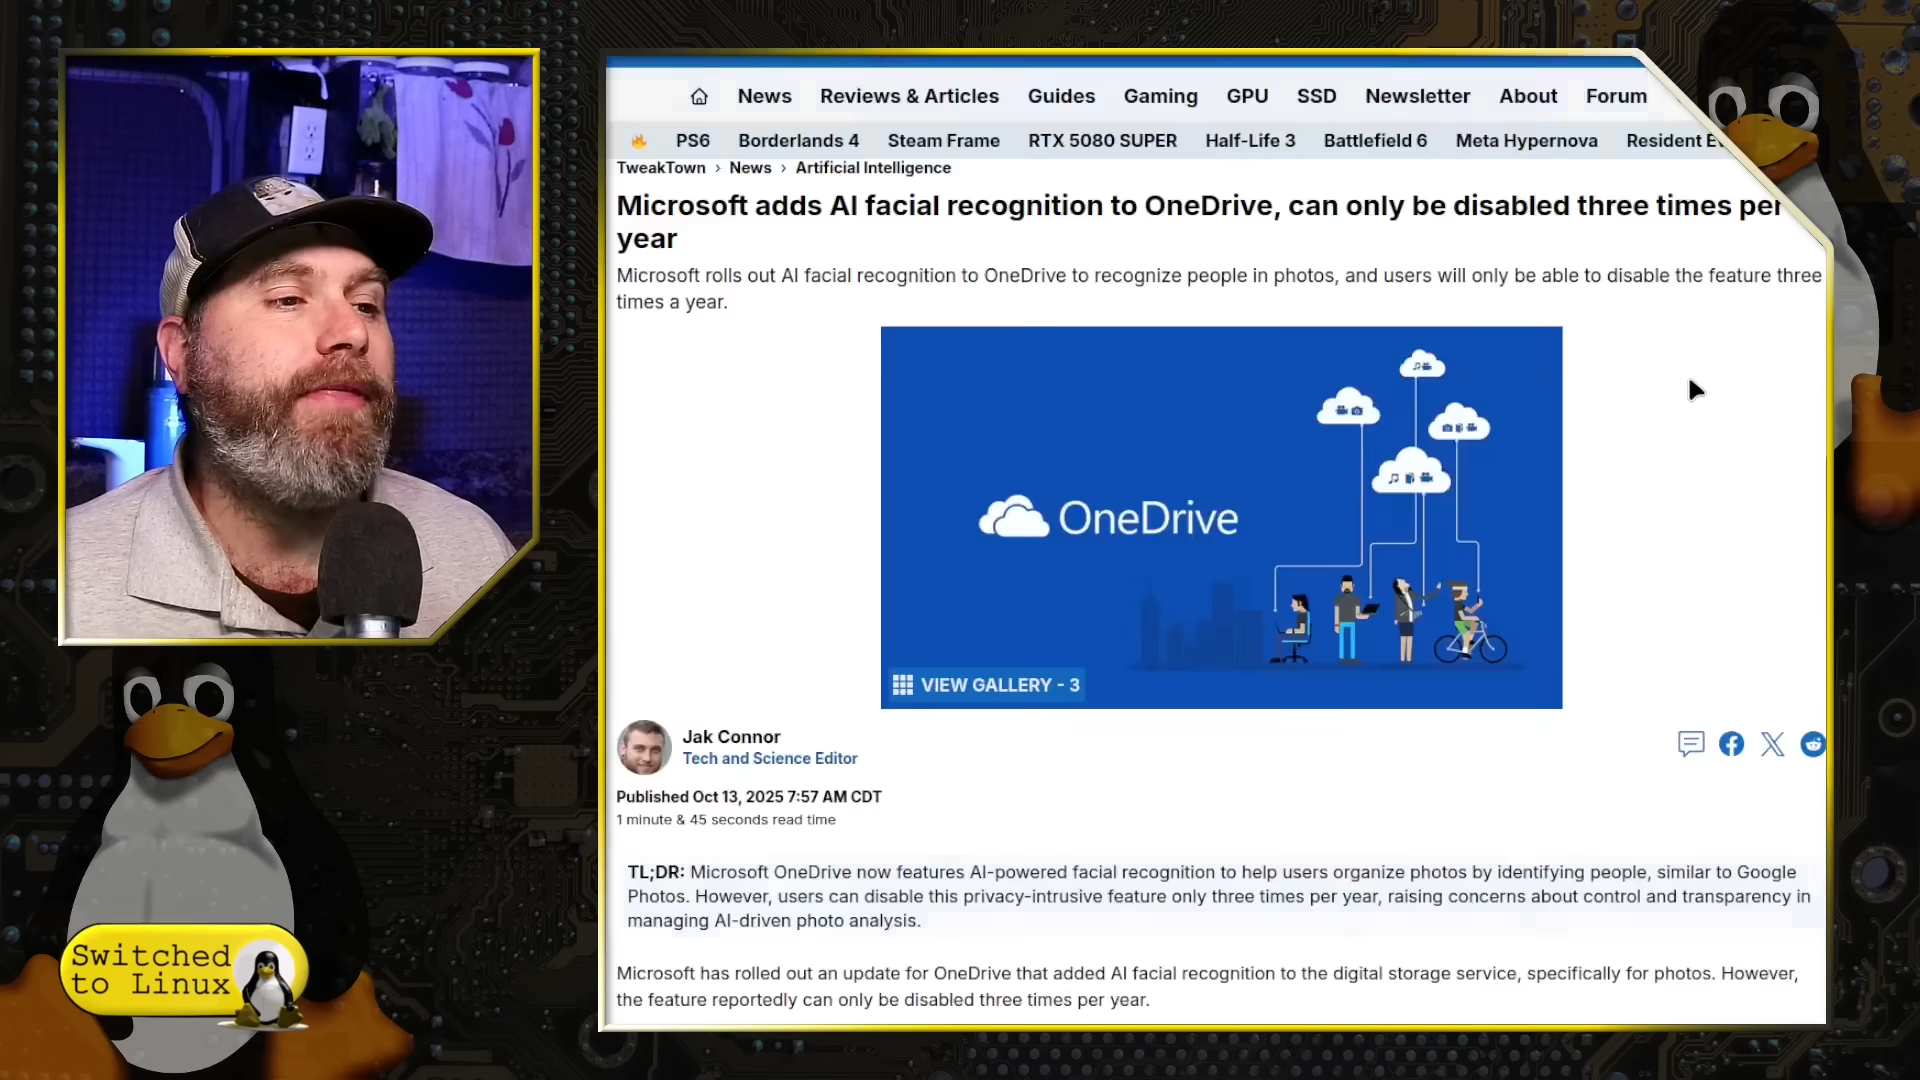 News Reviews & Articles Guides Gaming GPU SSD Newsletter About Forum
PS6 Borderlands 4 Steam Frame RTX 5080 SUPER Half-Life 3 Battlefield 6 Meta Hypernova Resident
TweakTown › News › Artificial Intelligence
Microsoft adds AI facial recognition to OneDrive, can only be disabled three times per
year
Microsoft rolls out AI facial recognition to OneDrive to recognize people in photos, and users will only be able to disable the feature three
times a year.
OneDrive
VIEW GALLERY - 3
Jak Connor
Tech and Science Editor
Published Oct 13, 2025 7:57 AM CDT
1 minute & 45 seconds read time
TL;DR: Microsoft OneDrive now features AI-powered facial recognition to help users organize photos by identifying people, similar to Google
Photos. However, users can disable this privacy-intrusive feature only three times per year, raising concerns about control and transparency in
managing AI-driven photo analysis.
Microsoft has rolled out an update for OneDrive that added AI facial recognition to the digital storage service, specifically for photos. However,
the feature reportedly can only be disabled three times per year.
Switched
to Linux